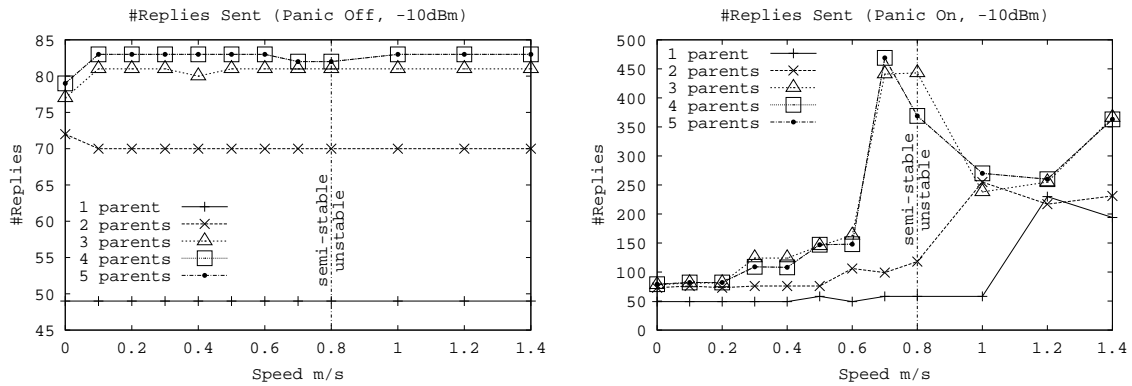 #Replies Sent (Panic Off, -10dBm)
85
80
75
70
65
60
55
50
45
#Replies
1 parent
2 parents
3 parents
4 parents
5 parents
semi-stable
unstable
0 0.2 0.4 0.6 0.8 1 1.2 1.4
Speed m/s
#Replies Sent (Panic On, -10dBm)
500
450
400
350
300
250
200
150
100
50
0
#Replies
1 parent
2 parents
3 parents
4 parents
5 parents
semi-stable
unstable
0 0.2 0.4 0.6 0.8 1 1.2 1.4
Speed m/s